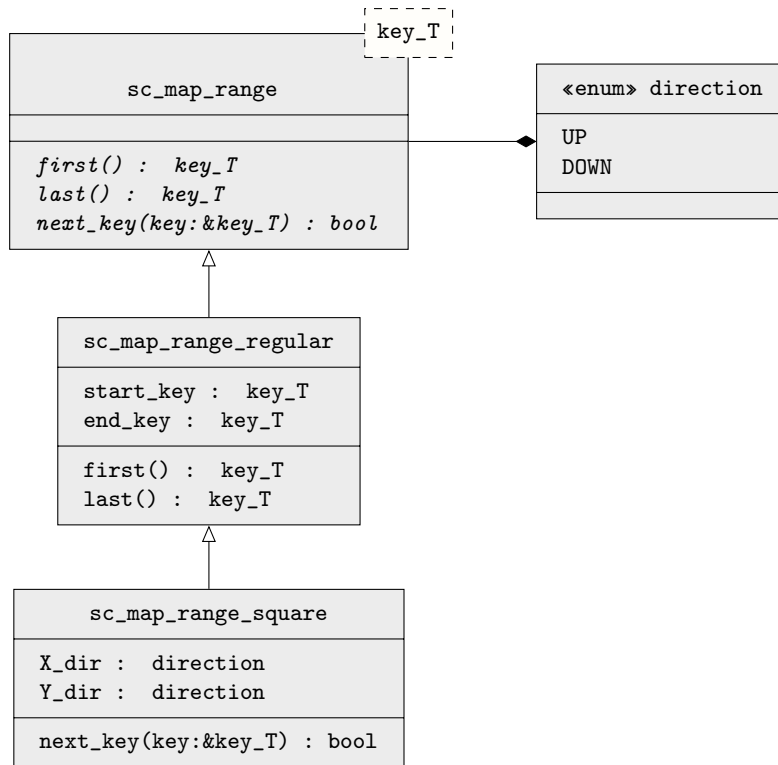 key_T
sc_map_range
first() : key_T
last() : key_T
next_key(key:&key_T) : bool
«enum» direction
UP
DOWN
sc_map_range_regular
start_key : key_T
end_key : key_T
first() : key_T
last() : key_T
sc_map_range_square
X_dir : direction
Y_dir : direction
next_key(key:&key_T) : bool